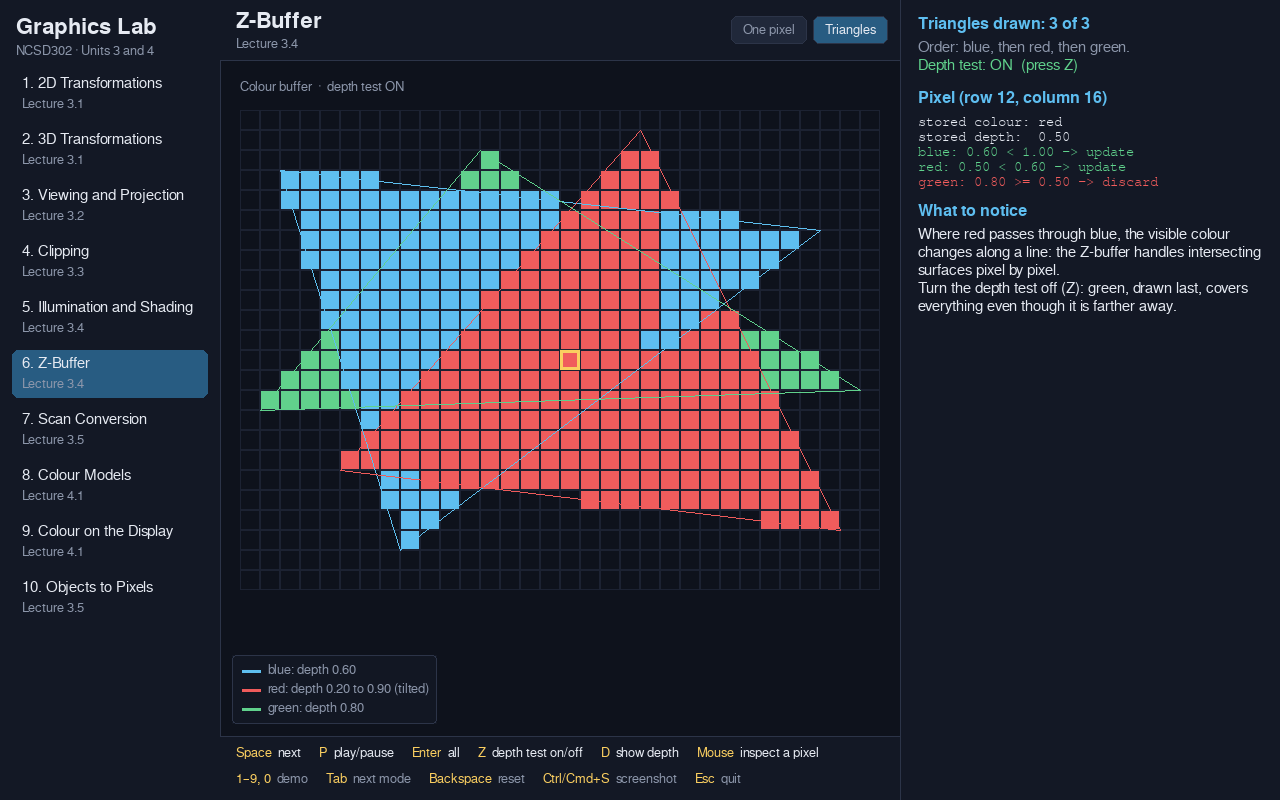 Graphics Lab
NCSD302 · Units 3 and 4
1. 2D Transformations
Lecture 3.1
2. 3D Transformations
Lecture 3.1
3. Viewing and Projection
Lecture 3.2
4. Clipping
Lecture 3.3
5. Illumination and Shading
Lecture 3.4
6. Z-Buffer
Lecture 3.4
7. Scan Conversion
Lecture 3.5
8. Colour Models
Lecture 4.1
9. Colour on the Display
Lecture 4.1
10. Objects to Pixels
Lecture 3.5
Z-Buffer
Lecture 3.4
One pixel
Triangles
Colour buffer · depth test ON
blue: depth 0.60
red: depth 0.20 to 0.90 (tilted)
green: depth 0.80
Space next P play/pause Enter all Z depth test on/off D show depth Mouse inspect a pixel
1–9, 0 demo Tab next mode Backspace reset Ctrl/Cmd+S screenshot Esc quit
Triangles drawn: 3 of 3
Order: blue, then red, then green.
Depth test: ON (press Z)
Pixel (row 12, column 16)
stored colour: red
stored depth: 0.50
blue: 0.60 < 1.00 -> update
red: 0.50 < 0.60 -> update
green: 0.80 >= 0.50 -> discard
What to notice
Where red passes through blue, the visible colour
changes along a line: the Z-buffer handles intersecting
surfaces pixel by pixel.
Turn the depth test off (Z): green, drawn last, covers
everything even though it is farther away.